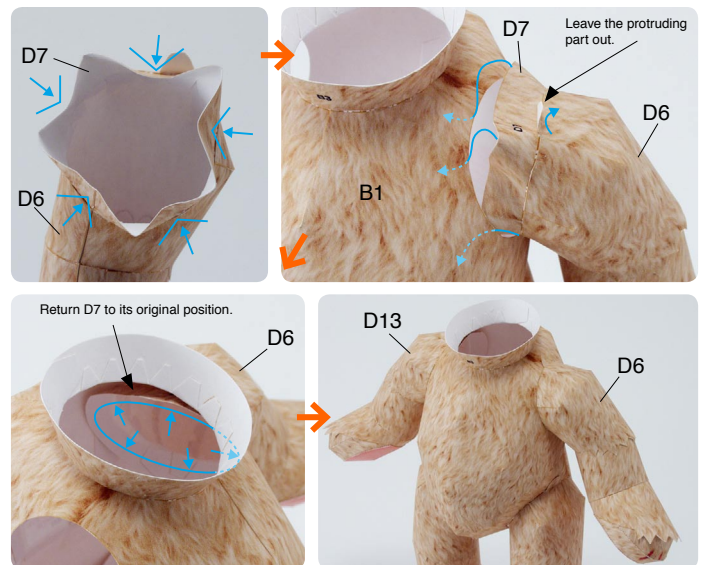 D7
D6
D7
Leave the protruding
part out.
D6
B1
B3
Return D7 to its original position.
D6
D13
D6